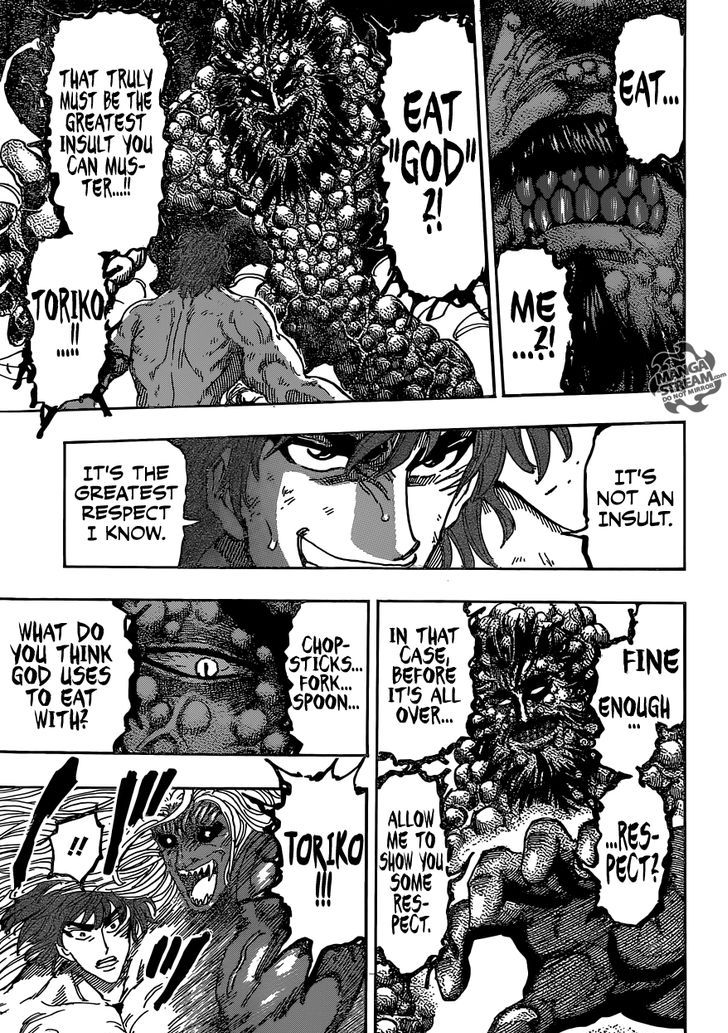 EAT...
ME
...?!
EAT
"GOD"
?!
THAT TRULY
MUST BE THE
GREATEST
INSULT YOU
CAN MUS-
TER...!!
TORIKO
.....!!
MANGA
STREAM.com
DO NOT MIRROR
IT'S
NOT AN
INSULT.
IT'S THE
GREATEST
RESPECT
I KNOW.
FINE
ENOUGH
...
...RES-
PECT?
IN THAT
CASE,
BEFORE
IT'S ALL
OVER...
ALLOW
ME TO
SHOW YOU
SOME
RES-
PECT.
CHOP-
STICKS...
FORK...
SPOON...
WHAT DO
YOU THINK
GOD USES
TO EAT
WITH?
TORIKO
!!!
!!